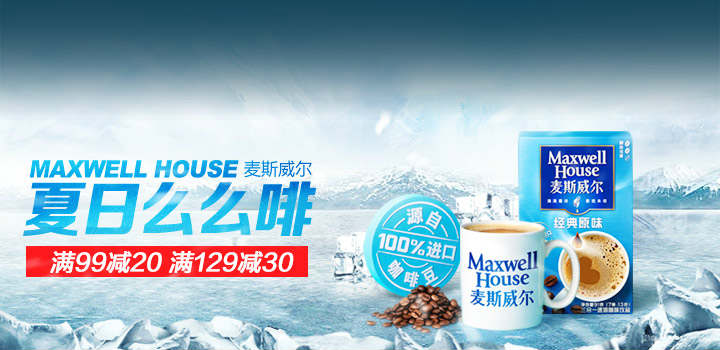 MAXWELL HOUSE 麦斯威尔
夏日么么啡
满99减20 满129减30
源自
100%进口
咖啡豆
Maxwell
House
麦斯威尔
Maxwell
House
麦斯威尔
经典原味